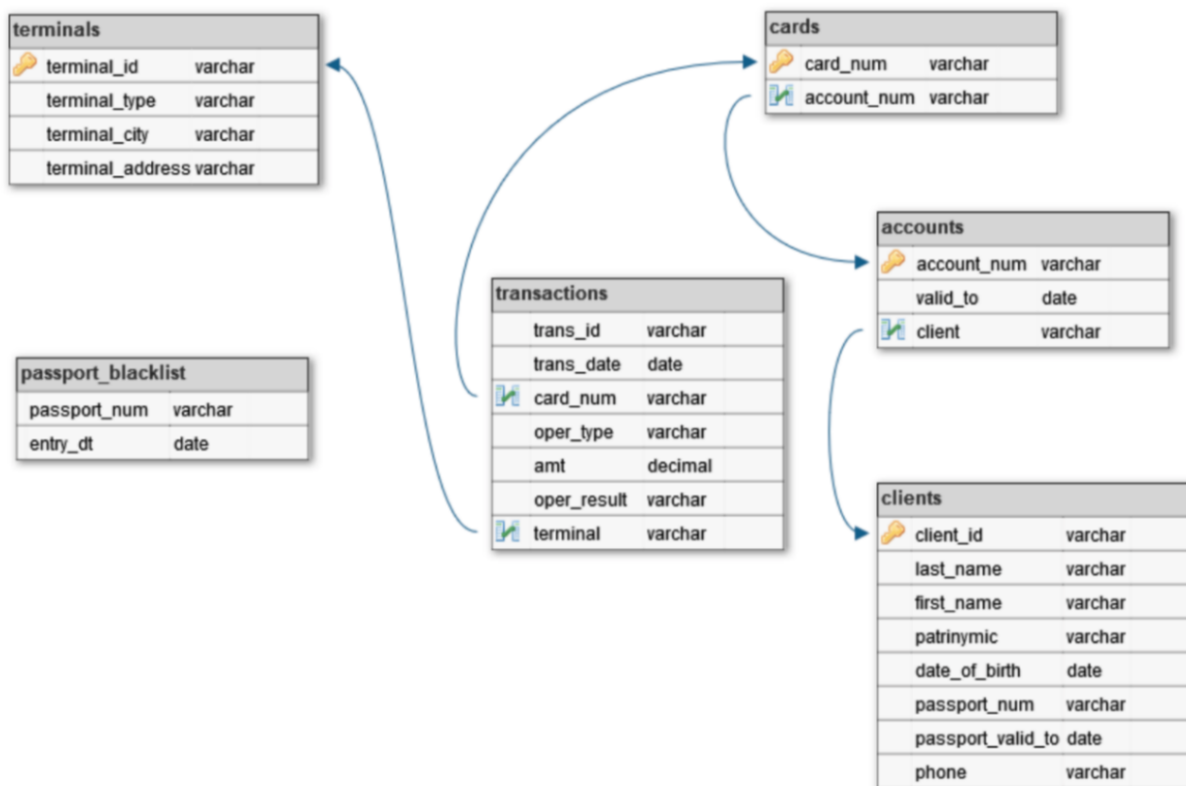 terminals
terminal_id varchar
terminal_type varchar
terminal_city varchar
terminal_address varchar
cards
card_num varchar
account_num varchar
accounts
account_num varchar
valid_to date
client varchar
transactions
trans_id varchar
trans_date date
card_num varchar
oper_type varchar
amt decimal
oper_result varchar
terminal varchar
passport_blacklist
passport_num varchar
entry_dt date
clients
client_id varchar
last_name varchar
first_name varchar
patrinymic varchar
date_of_birth date
passport_num varchar
passport_valid_to date
phone varchar